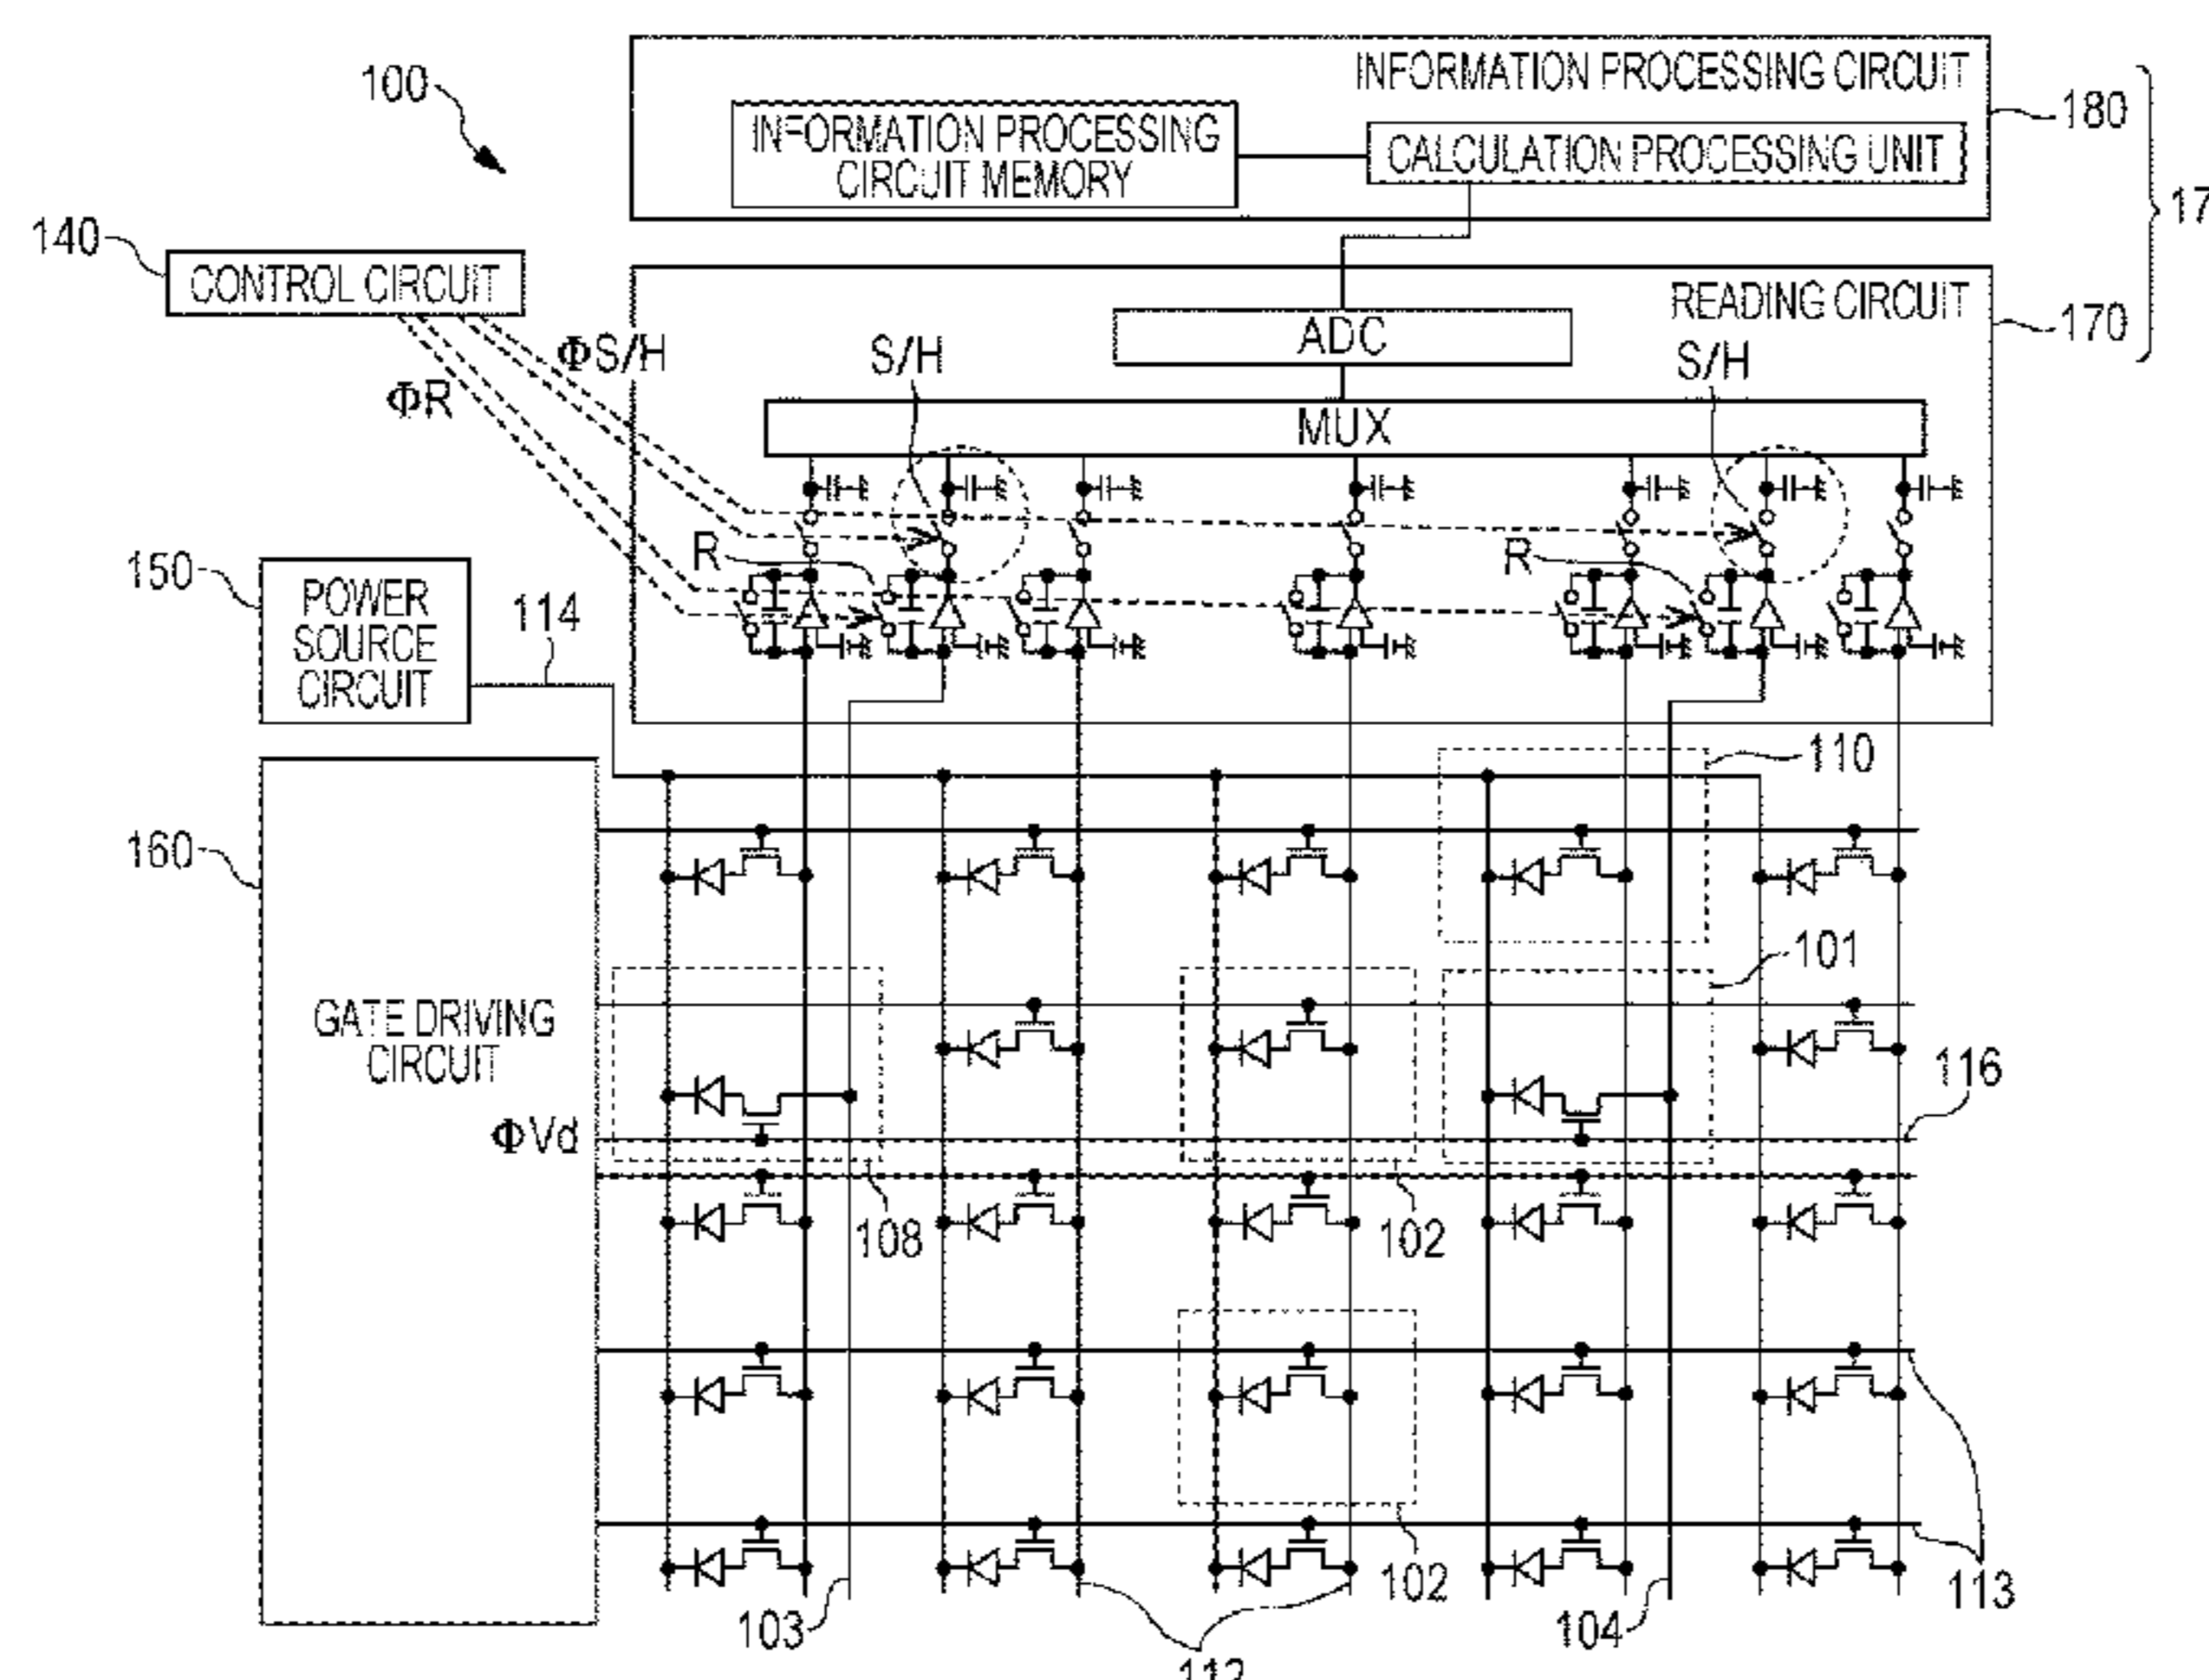 100
INFORMATION PROCESSING CIRCUIT
INFORMATION PROCESSING
CIRCUIT MEMORY
CALCULATION PROCESSING UNIT
180
17
140
CONTROL CIRCUIT
READING CIRCUIT
170
ADC
ΦS/H
S/H
S/H
ΦR
MUX
R
R
150
POWER
SOURCE
CIRCUIT
114
110
160
101
GATE DRIVING
CIRCUIT
116
ΦVd
108
102
102
113
103
104
112